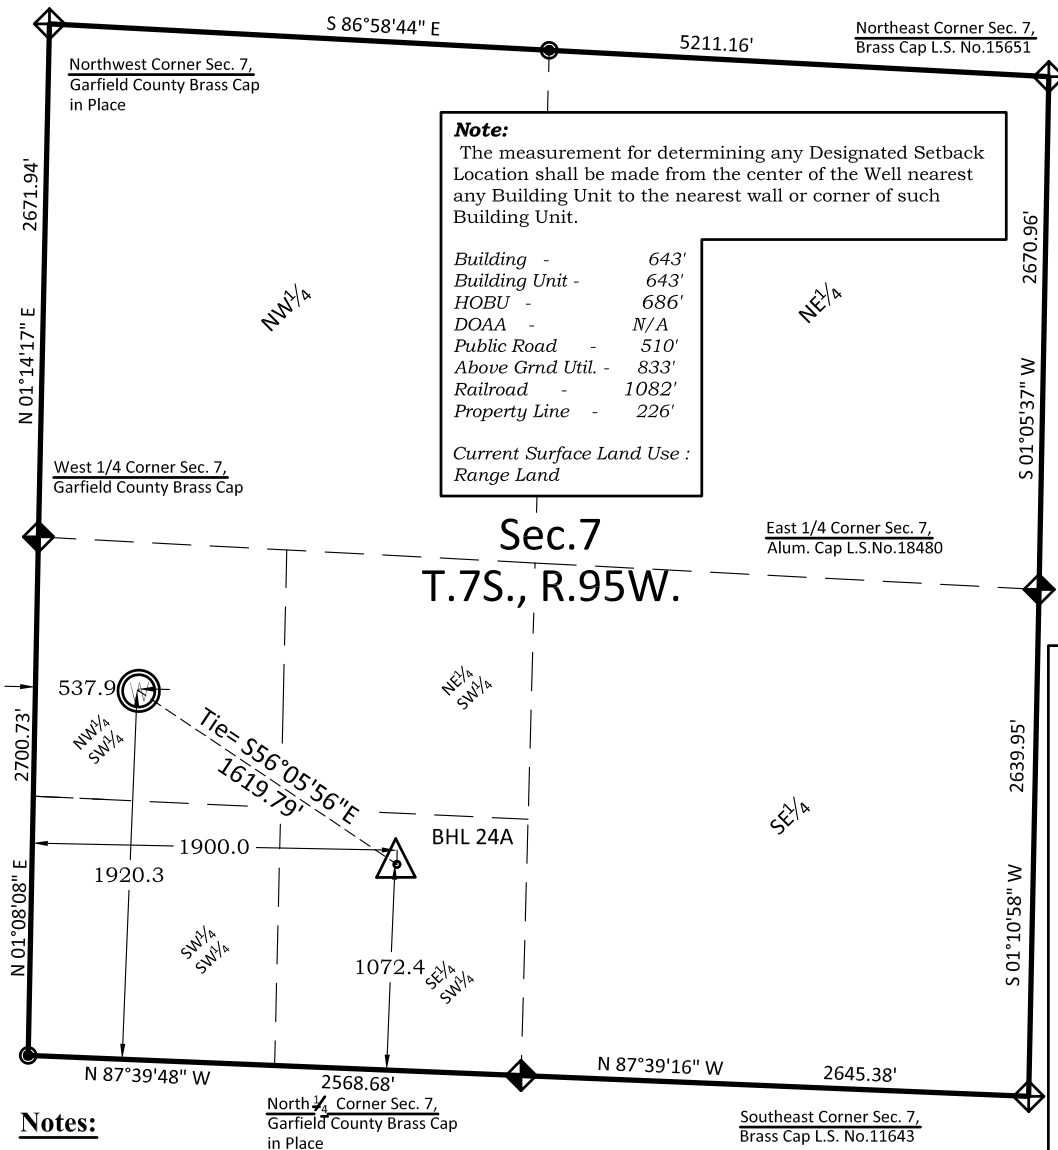 S 86°58'44" E
5211.16'
Northeast Corner Sec. 7,
Brass Cap L.S. No.15651
Northwest Corner Sec. 7,
Garfield County Brass Cap
in Place
2671.94'
N 01°14'17" E
Note:
The measurement for determining any Designated Setback
Location shall be made from the center of the Well nearest
any Building Unit to the nearest wall or corner of such
Building Unit.
Building - 643'
Building Unit - 643'
HOBU - 686'
DOAA - N/A
Public Road - 510'
Above Grnd Util. - 833'
Railroad - 1082'
Property Line - 226'
Current Surface Land Use :
Range Land
NW¼
NE¼
2670.96'
S 01°05'37" W
West 1/4 Corner Sec. 7,
Garfield County Brass Cap
Sec.7
T.7S., R.95W.
East 1/4 Corner Sec. 7,
Alum. Cap L.S.No.18480
537.9
NW¼
SW¼
NE¼
SW¼
Tie= S56°05'56"E
1619.79'
2700.73'
N 01°08'08" E
BHL 24A
1900.0
1920.3
1072.4
SW¼
SW¼
SE¼
SW¼
SE¼
2639.95'
S 01°10'58" W
N 87°39'48" W
2568.68'
N 87°39'16" W
2645.38'
North ¼ Corner Sec. 7,
Garfield County Brass Cap
in Place
Southeast Corner Sec. 7,
Brass Cap L.S. No.11643
Notes: